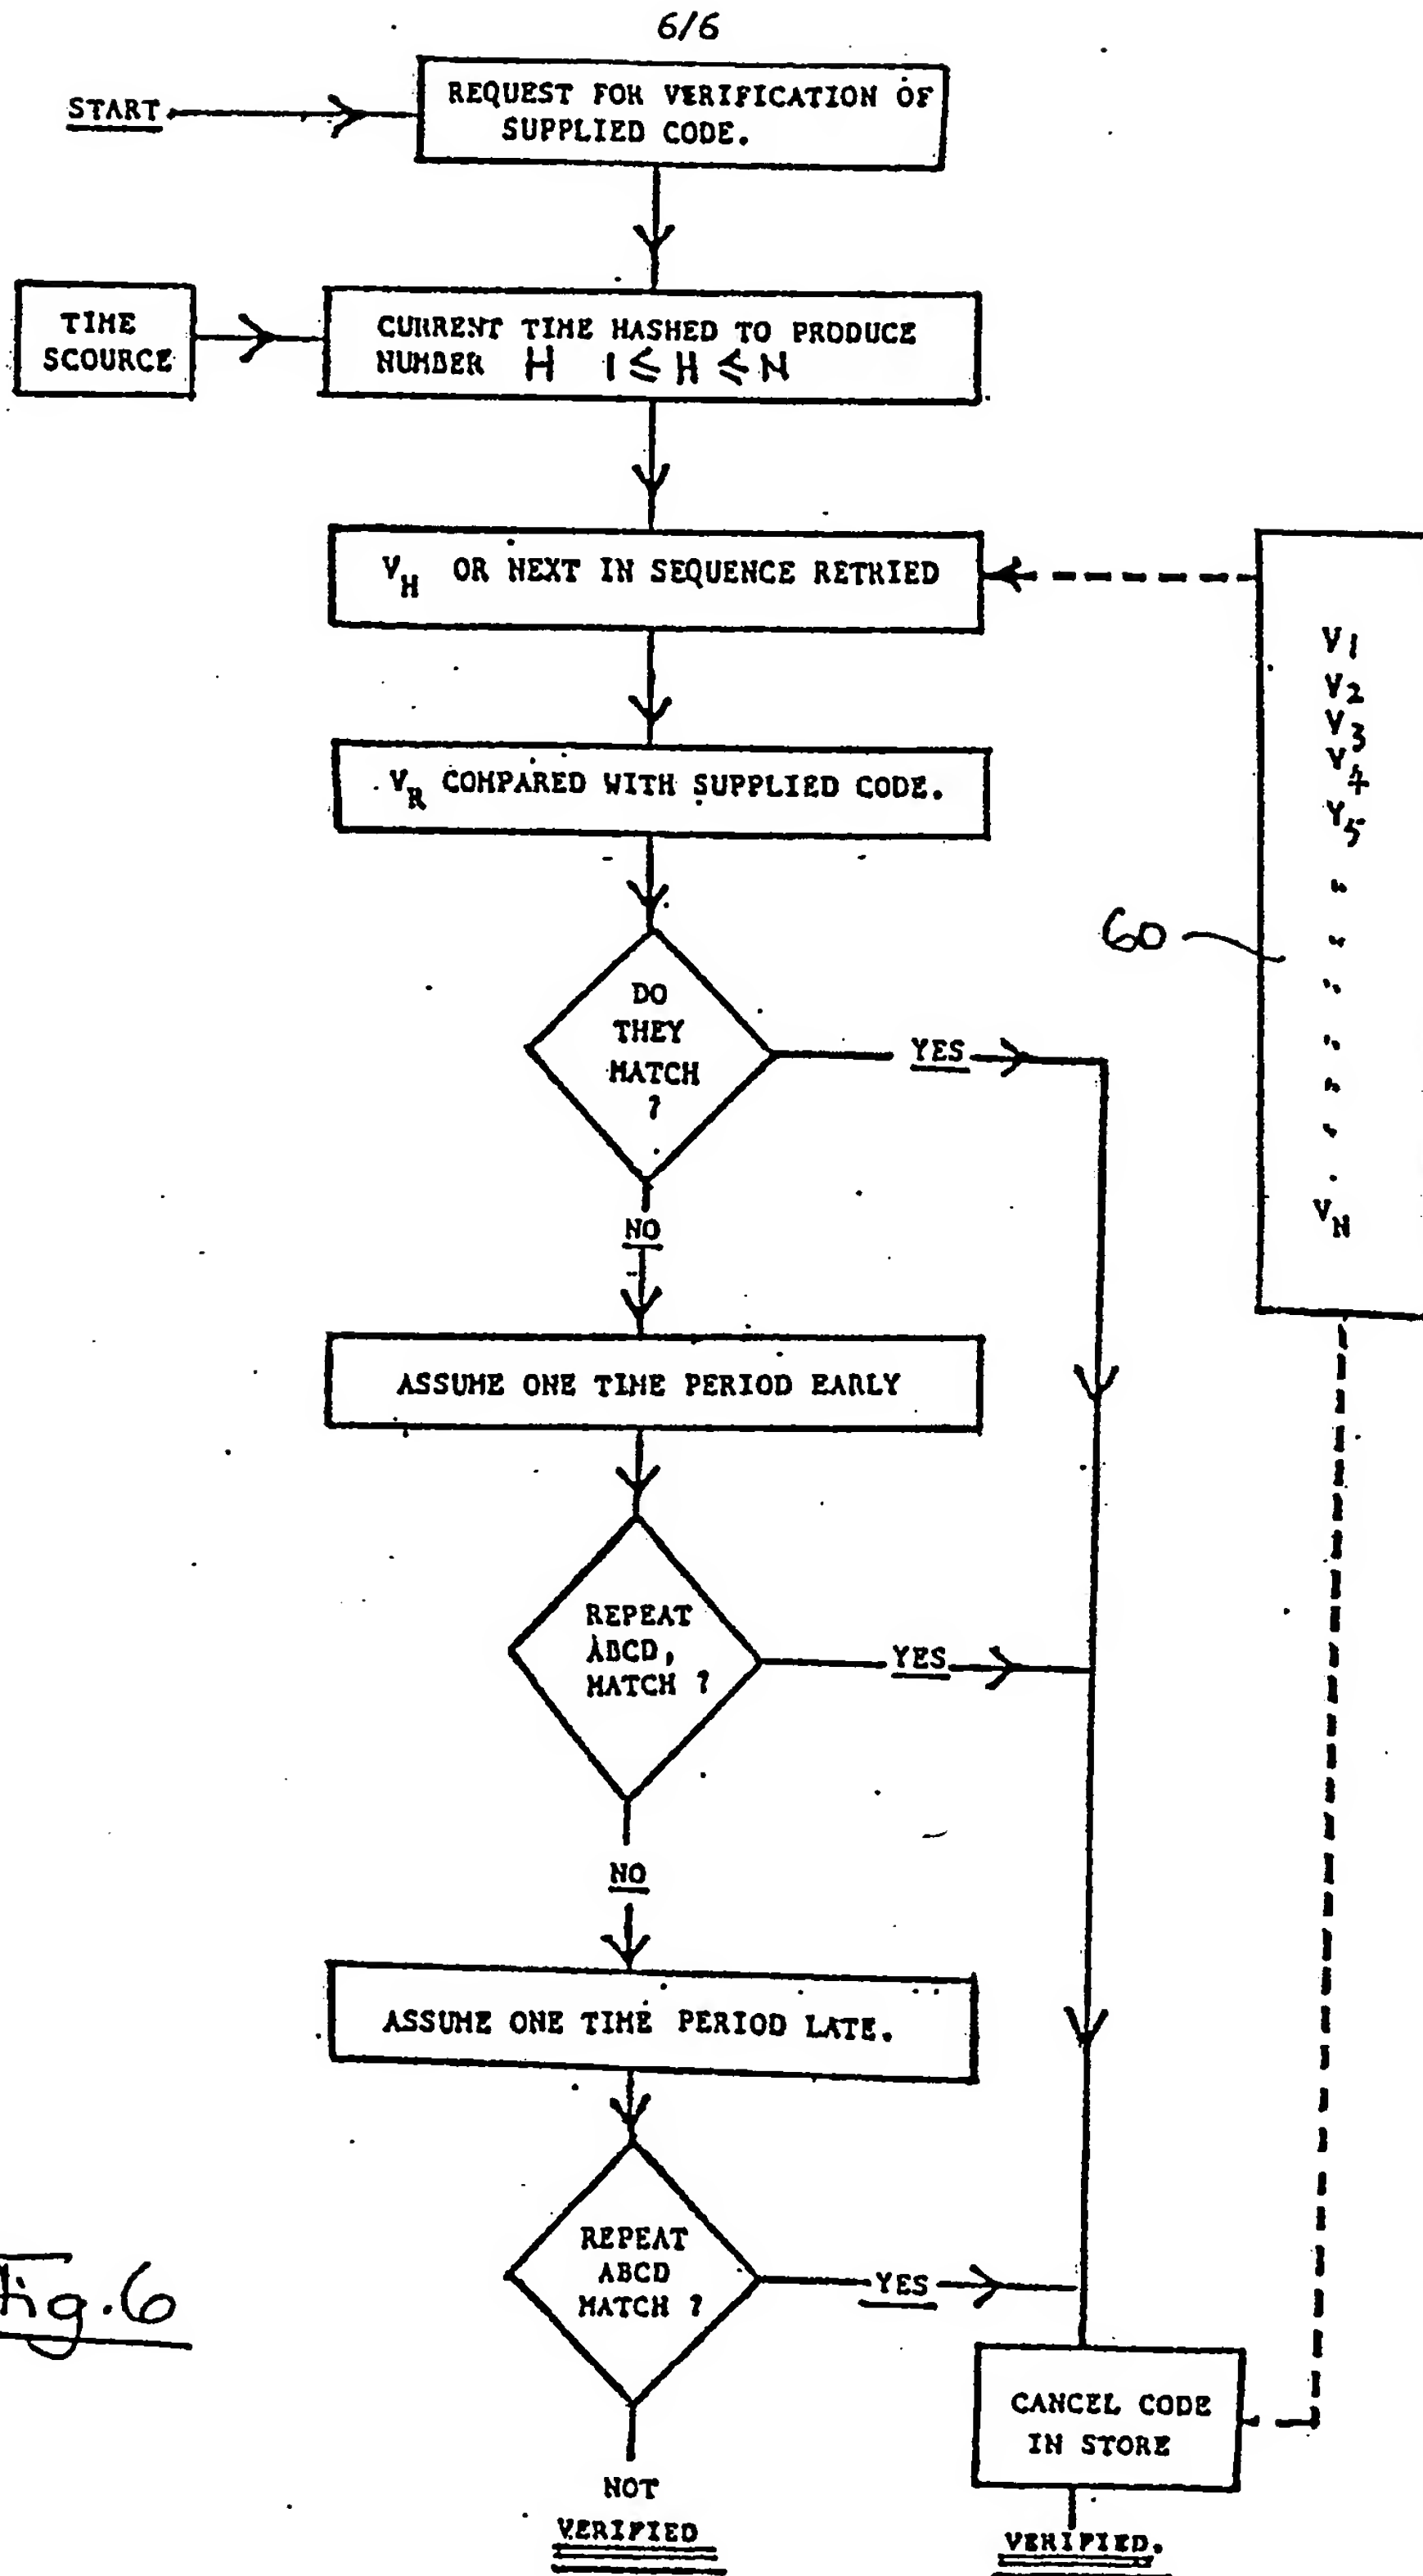 6/6
START
REQUEST FOR VERIFICATION OF
SUPPLIED CODE.
TIME
SCOURCE
CURRENT TIME HASHED TO PRODUCE
NUMBER H 1 ≤ H ≤ N
V_H OR NEXT IN SEQUENCE RETRIED
V1
V2
V3
V4
V5
V_N
V_R COMPARED WITH SUPPLIED CODE.
60
DO
THEY
MATCH
?
YES
NO
ASSUME ONE TIME PERIOD EARLY
REPEAT
ABCD,
MATCH ?
YES
NO
ASSUME ONE TIME PERIOD LATE.
REPEAT
ABCD
MATCH ?
YES
Fig.6
CANCEL CODE
IN STORE
NOT
VERIFIED
VERIFIED.